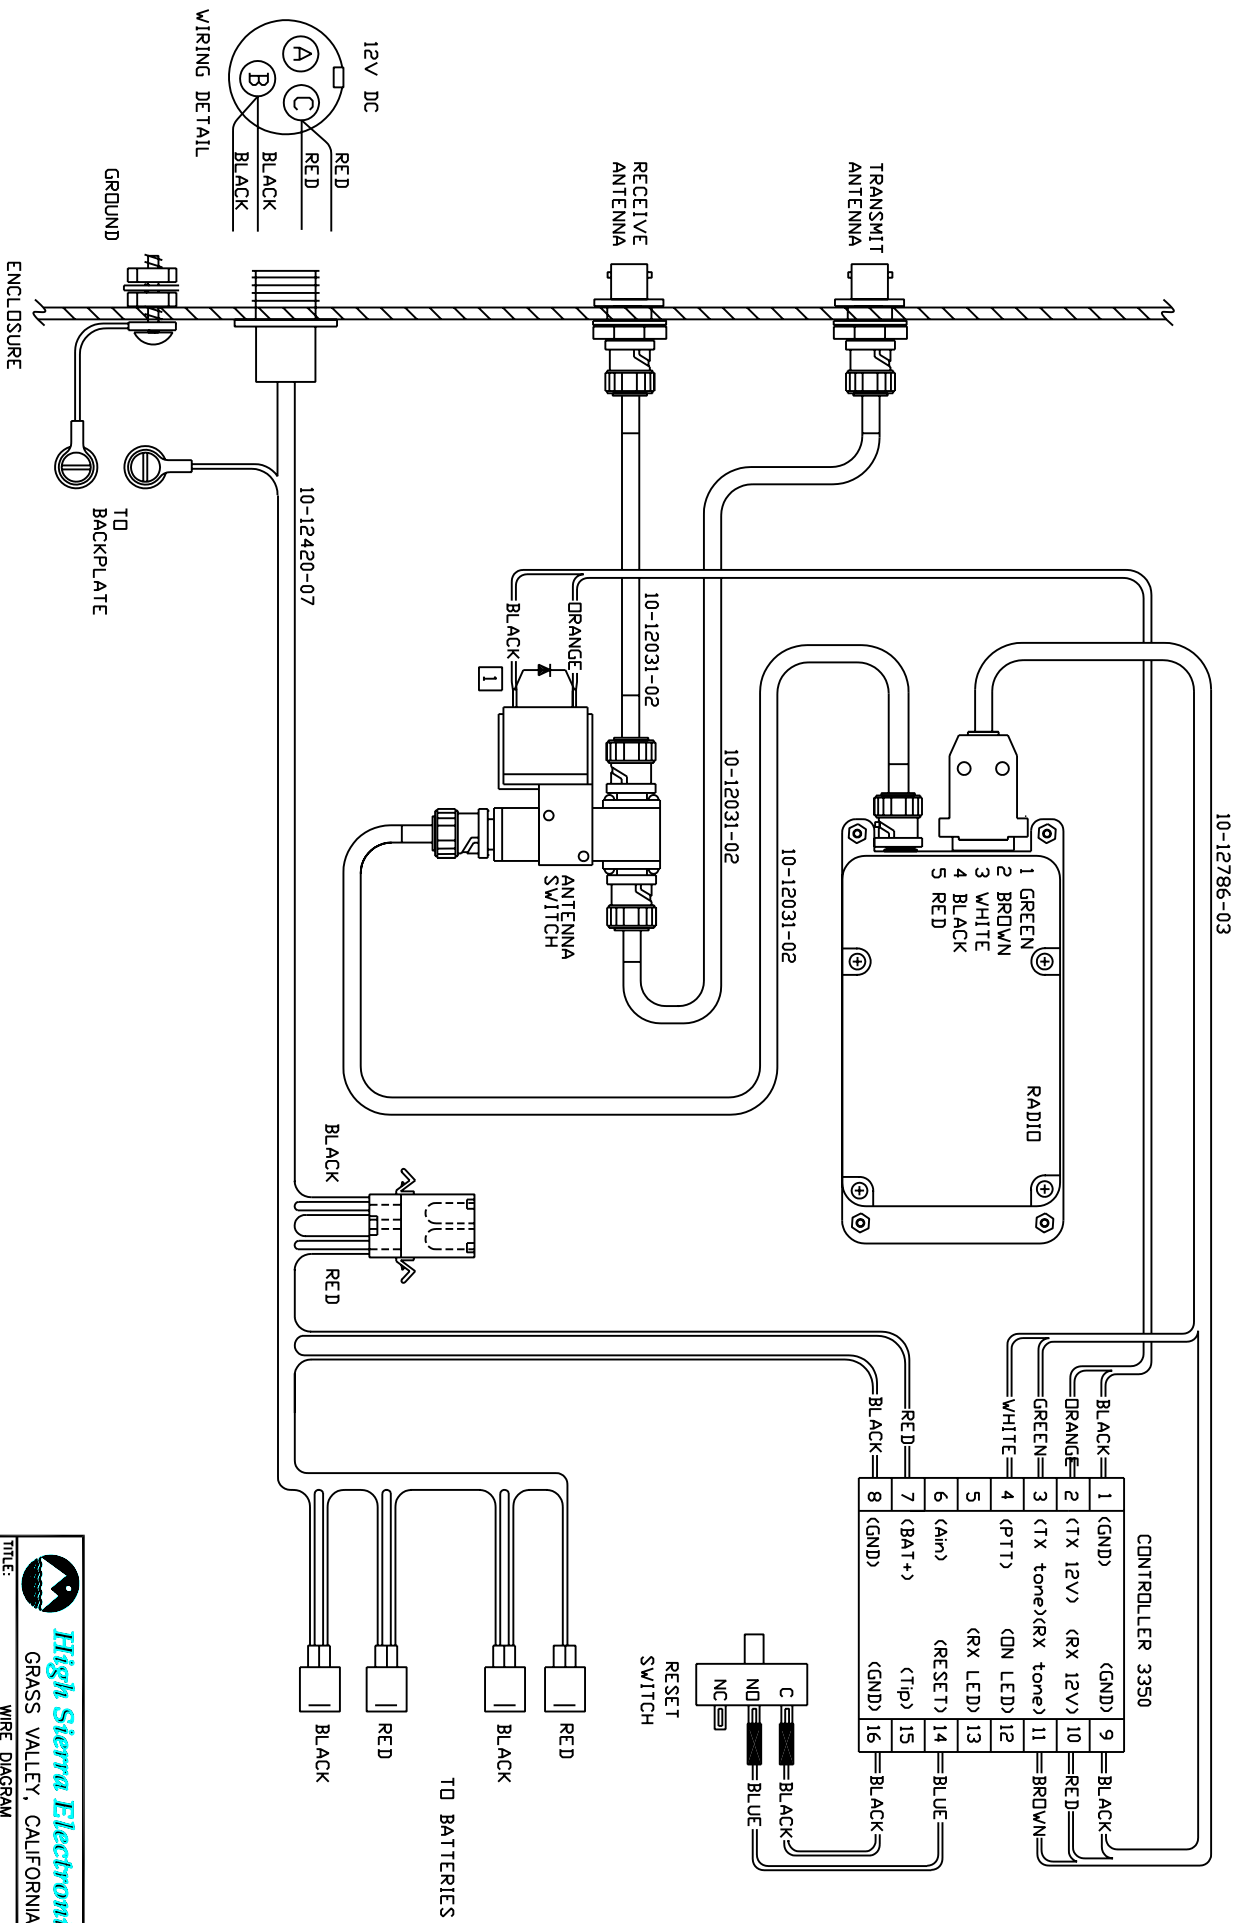 12V DC
A
B
C
RED
RED
BLACK
BLACK
WIRING DETAIL
GROUND
ENCLOSURE
TO
BACKPLATE
RECEIVE
ANTENNA
TRANSMIT
ANTENNA
10-12420-07
10-12031-02
10-12031-02
10-12031-02
10-12786-03
ORANGE
BLACK
1
ANTENNA
SWITCH
1 GREEN
2 BROWN
3 WHITE
4 BLACK
5 RED
RADIO
BLACK
RED
BLACK
ORANGE
GREEN
WHITE
RED
BLACK
CONTROLLER 3350
1 (GND) (GND) 9
2 (TX 12V) (RX 12V) 10
3 (TX tone)(RX tone) 11
4 (PTT) (ON LED) 12
5 (RX LED) 13
6 (Ain) (RESET) 14
7 (BAT+) (Tip) 15
8 (GND) (GND) 16
BLACK
RED
BROWN
BLUE
BLACK
BLACK
BLUE
C
NO
NC
RESET
SWITCH
RED
BLACK
RED
BLACK
TO BATTERIES
High Sierra Electron
GRASS VALLEY, CALIFORNIA
TITLE:
WIRE DIAGRAM